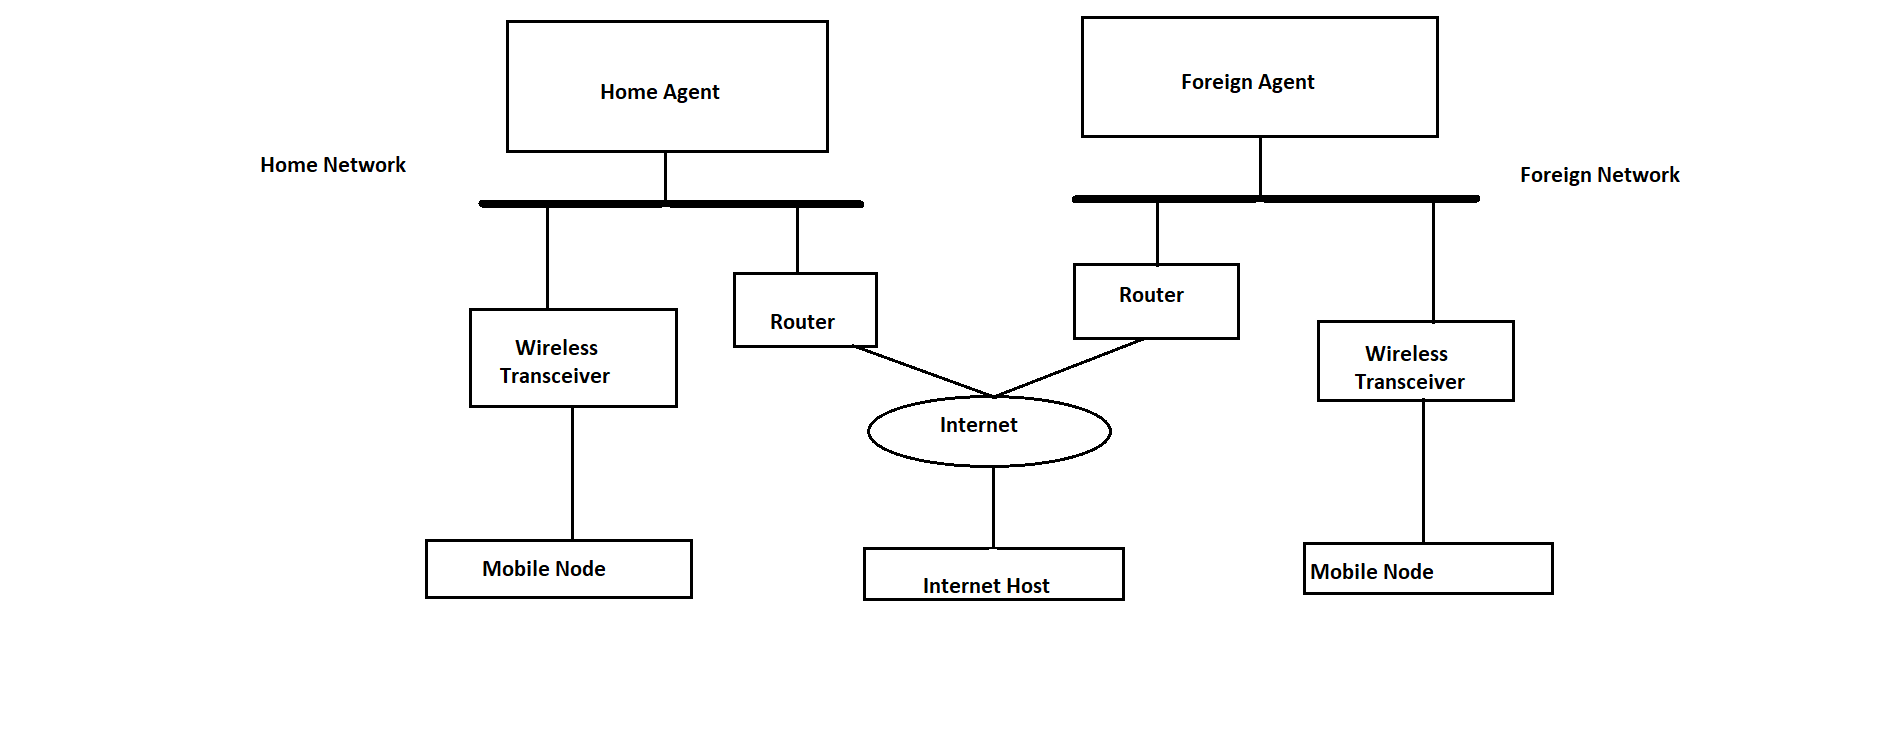 Home Agent
Foreign Agent
Home Network
Foreign Network
Router
Router
Wireless
Transceiver
Wireless
Transceiver
Internet
Mobile Node
Internet Host
Mobile Node